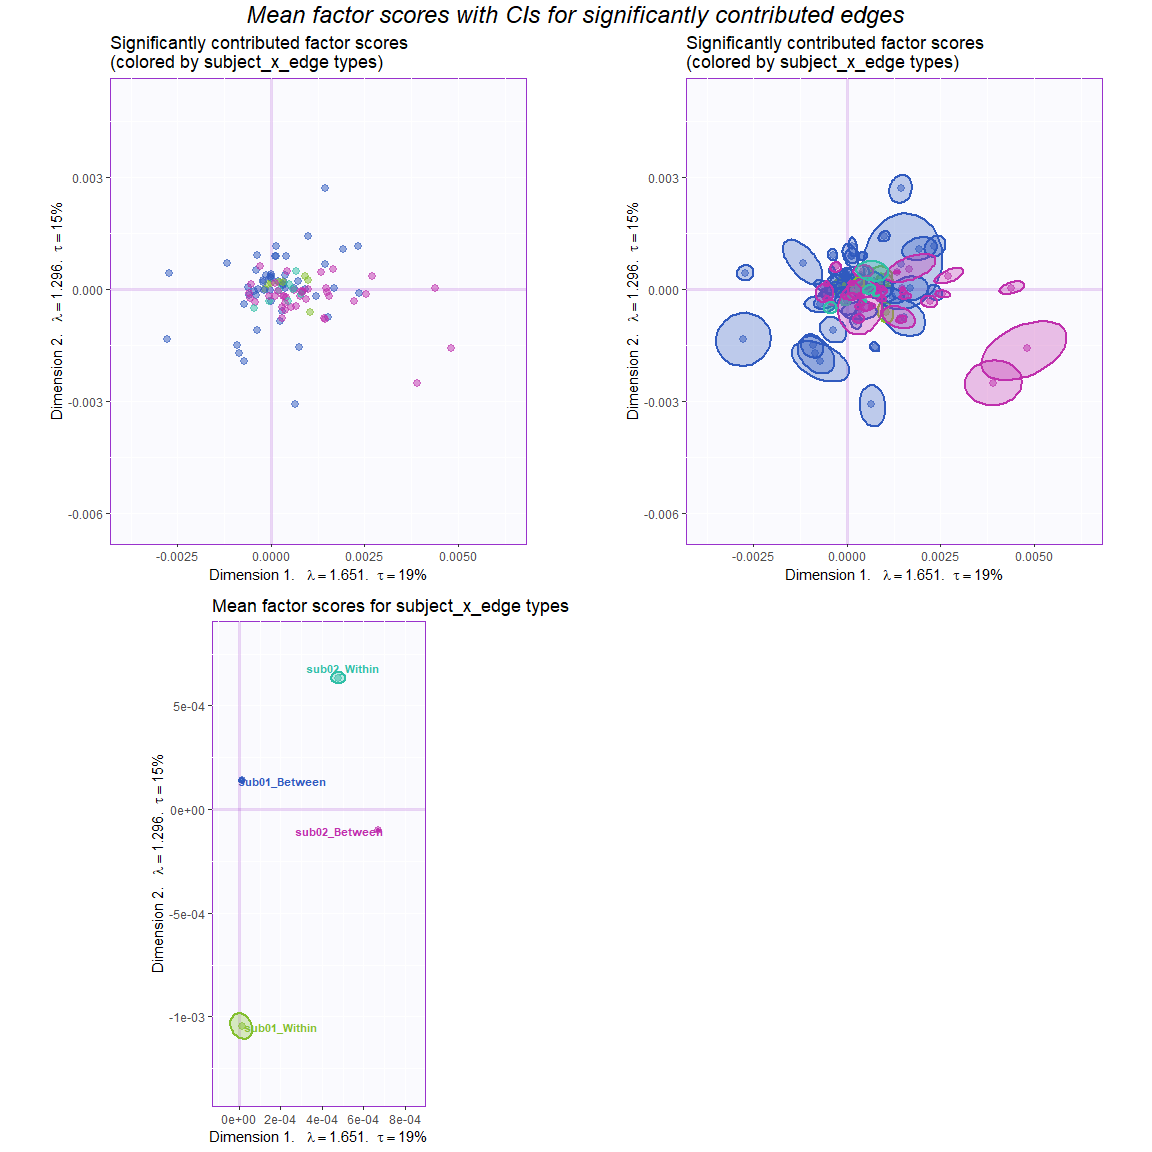 Mean factor scores with CIs for significantly contributed edges
Significantly contributed factor scores
(colored by subject_x_edge types)
0.003
0.000
-0.003
-0.006
Dimension 2. λ = 1.296. τ = 15%
-0.0025 0.0000 0.0025 0.0050
Dimension 1. λ = 1.651. τ = 19%
Significantly contributed factor scores
(colored by subject_x_edge types)
0.003
0.000
-0.003
-0.006
Dimension 2. λ = 1.296. τ = 15%
-0.0025 0.0000 0.0025 0.0050
Dimension 1. λ = 1.651. τ = 19%
Mean factor scores for subject_x_edge types
sub02_Within
sub01_Between
sub02_Between
sub01_Within
5e-04
0e+00
-5e-04
-1e-03
Dimension 2. λ = 1.296. τ = 15%
0e+00 2e-04 4e-04 6e-04 8e-04
Dimension 1. λ = 1.651. τ = 19%